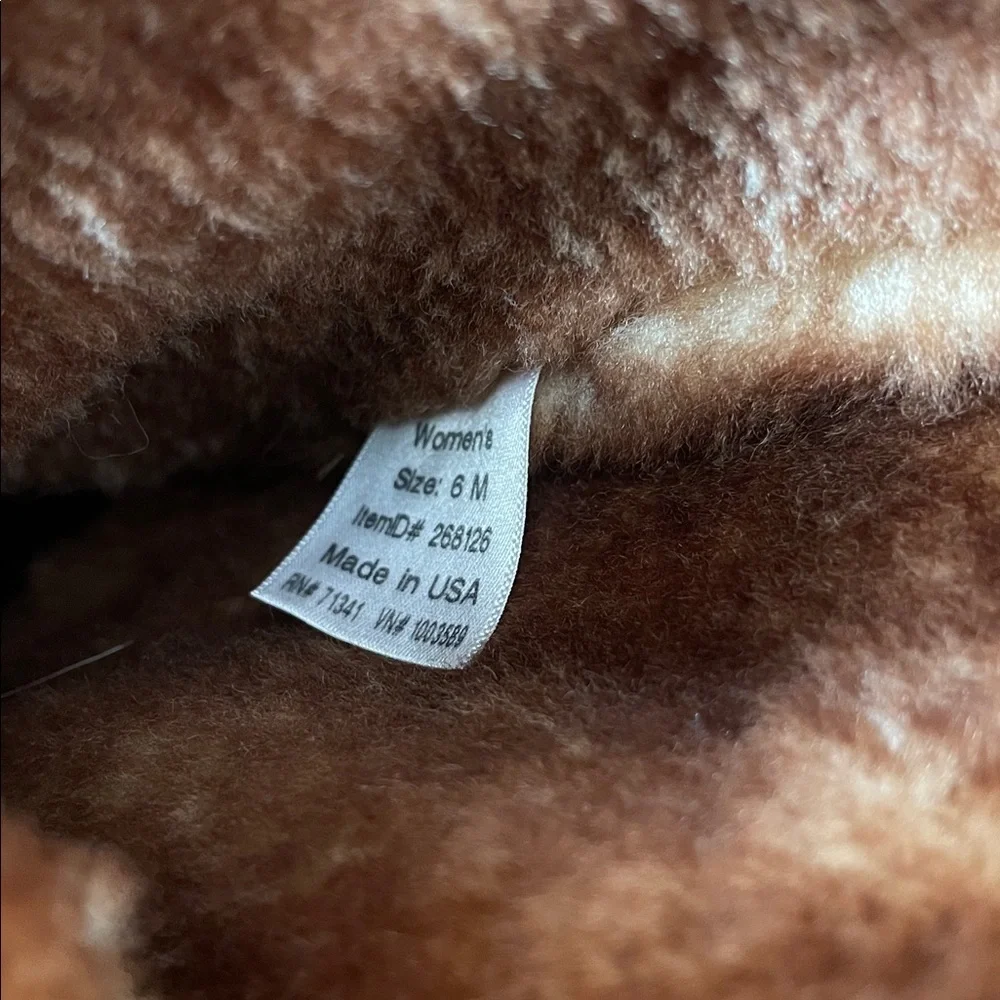 Women's
Size: 6 M
ItemID# 268126
Made in USA
RN# 71341 VN# 1003589